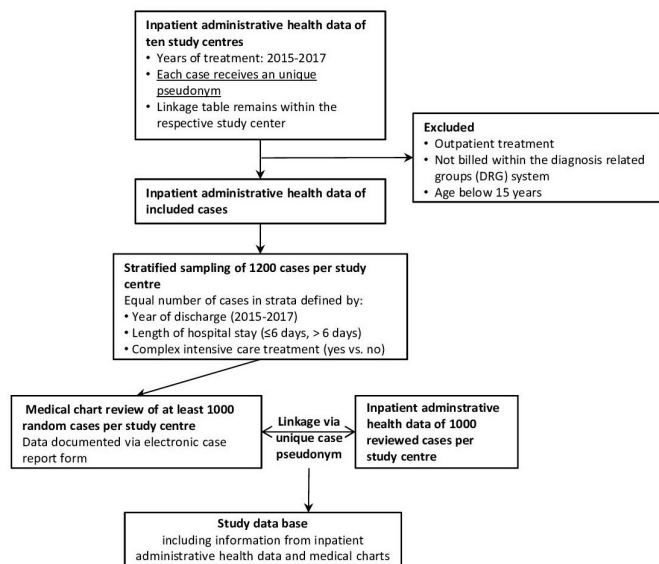 Inpatient administrative health data of
ten study centres
• Years of treatment: 2015-2017
• Each case receives an unique
pseudonym
• Linkage table remains within the
respective study center
Excluded
• Outpatient treatment
• Not billed within the diagnosis related
groups (DRG) system
• Age below 15 years
Inpatient administrative health data of
included cases
Stratified sampling of 1200 cases per study
centre
Equal number of cases in strata defined by:
• Year of discharge (2015-2017)
• Length of hospital stay (≤6 days, > 6 days)
• Complex intensive care treatment (yes vs. no)
Medical chart review of at least 1000
random cases per study centre
Data documented via electronic case
report form
Linkage via
unique case
pseudonym
Inpatient adminstrative
health data of 1000
reviewed cases per
study centre
Study data base
including information from inpatient
administrative health data and medical charts